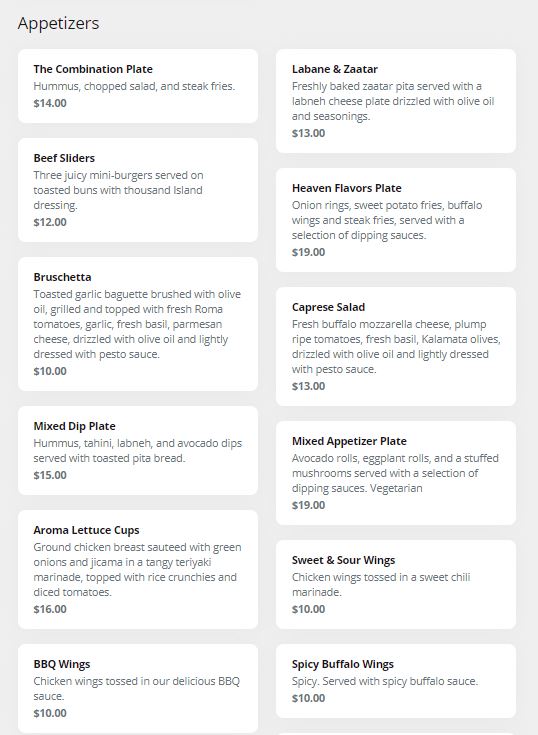 Appetizers
The Combination Plate
Hummus, chopped salad, and steak fries.
$14.00
Beef Sliders
Three juicy mini-burgers served on
toasted buns with thousand Island
dressing.
$12.00
Bruschetta
Toasted garlic baguette brushed with olive
oil, grilled and topped with fresh Roma
tomatoes, garlic, fresh basil, parmesan
cheese, drizzled with olive oil and lightly
dressed with pesto sauce.
$10.00
Mixed Dip Plate
Hummus, tahini, labneh, and avocado dips
served with toasted pita bread.
$15.00
Aroma Lettuce Cups
Ground chicken breast sauteed with green
onions and jicama in a tangy teriyaki
marinade, topped with rice crunchies and
diced tomatoes.
$16.00
BBQ Wings
Chicken wings tossed in our delicious BBQ
sauce.
$10.00
Labane & Zaatar
Freshly baked zaatar pita served with a
labneh cheese plate drizzled with olive oil
and seasonings.
$13.00
Heaven Flavors Plate
Onion rings, sweet potato fries, buffalo
wings and steak fries, served with a
selection of dipping sauces.
$19.00
Caprese Salad
Fresh buffalo mozzarella cheese, plump
ripe tomatoes, fresh basil, Kalamata olives,
drizzled with olive oil and lightly dressed
with pesto sauce.
$13.00
Mixed Appetizer Plate
Avocado rolls, eggplant rolls, and a stuffed
mushrooms served with a selection of
dipping sauces. Vegetarian
$19.00
Sweet & Sour Wings
Chicken wings tossed in a sweet chili
marinade.
$10.00
Spicy Buffalo Wings
Spicy. Served with spicy buffalo sauce.
$10.00